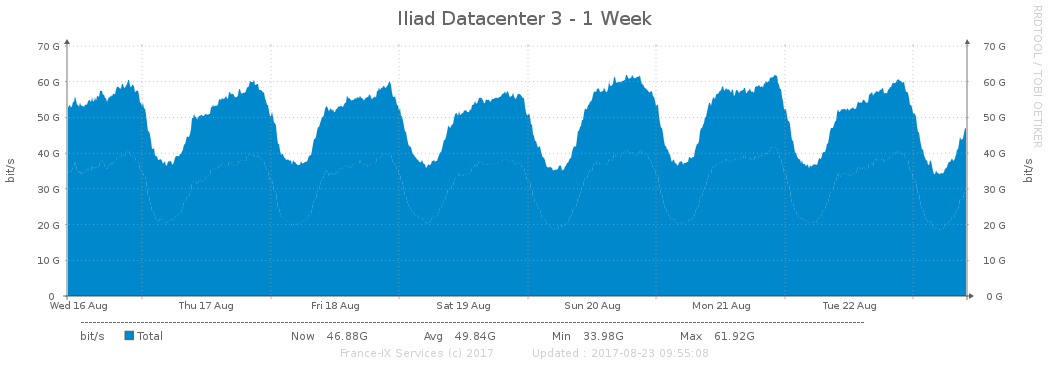 Iliad Datacenter 3 - 1 Week
RRDTOOL / TOBI OETIKER
70 G 70 G
60 G 60 G
50 G 50 G
40 G 40 G
30 G 30 G
20 G 20 G
10 G 10 G
0 0 G
bit/s bit/s
Wed 16 Aug Thu 17 Aug Fri 18 Aug Sat 19 Aug Sun 20 Aug Mon 21 Aug Tue 22 Aug
bit/s Total Now 46.88G Avg 49.84G Min 33.98G Max 61.92G
France-IX Services (c) 2017 Updated : 2017-08-23 09:55:08